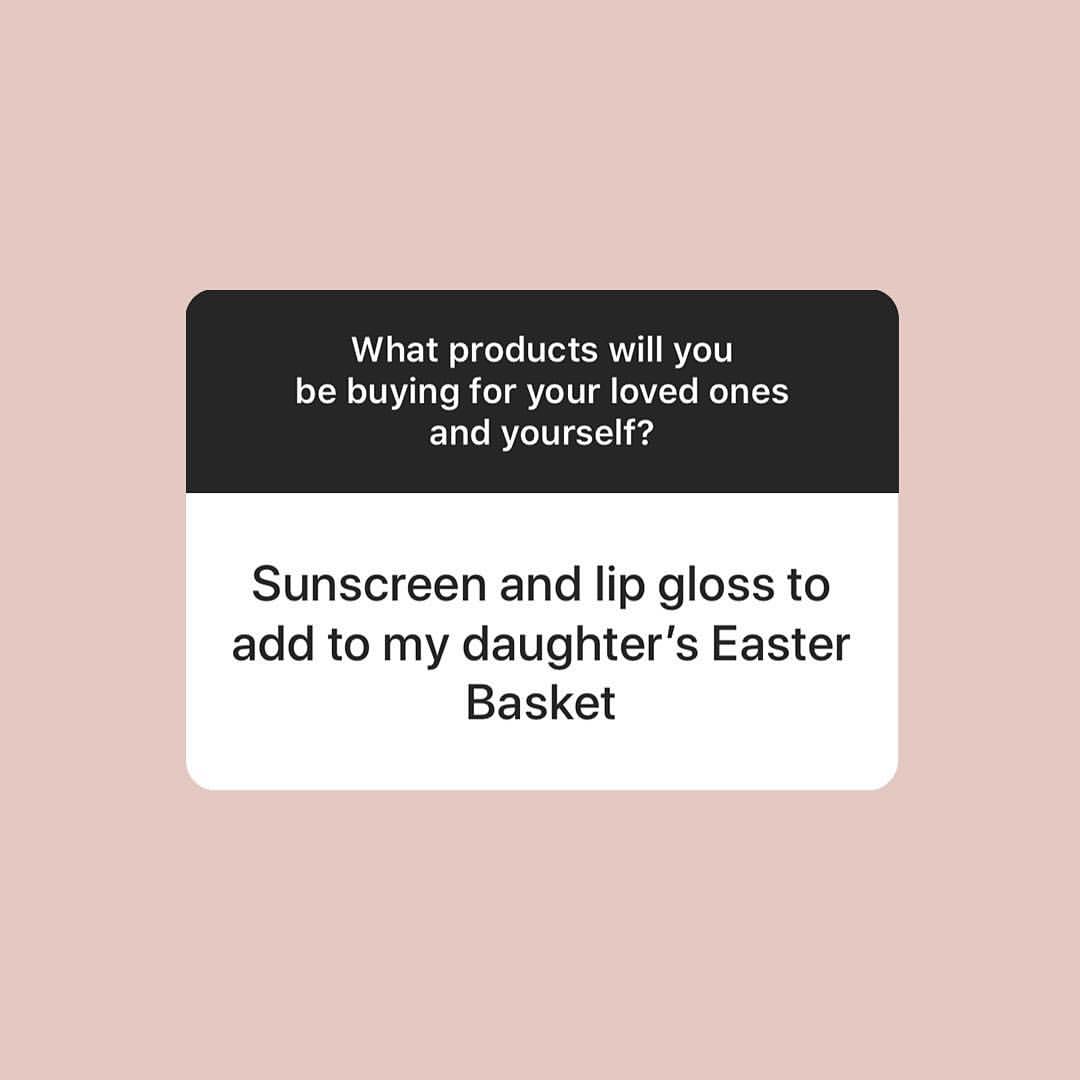 What products will you
be buying for your loved ones
and yourself?
Sunscreen and lip gloss to
add to my daughter’s Easter
Basket